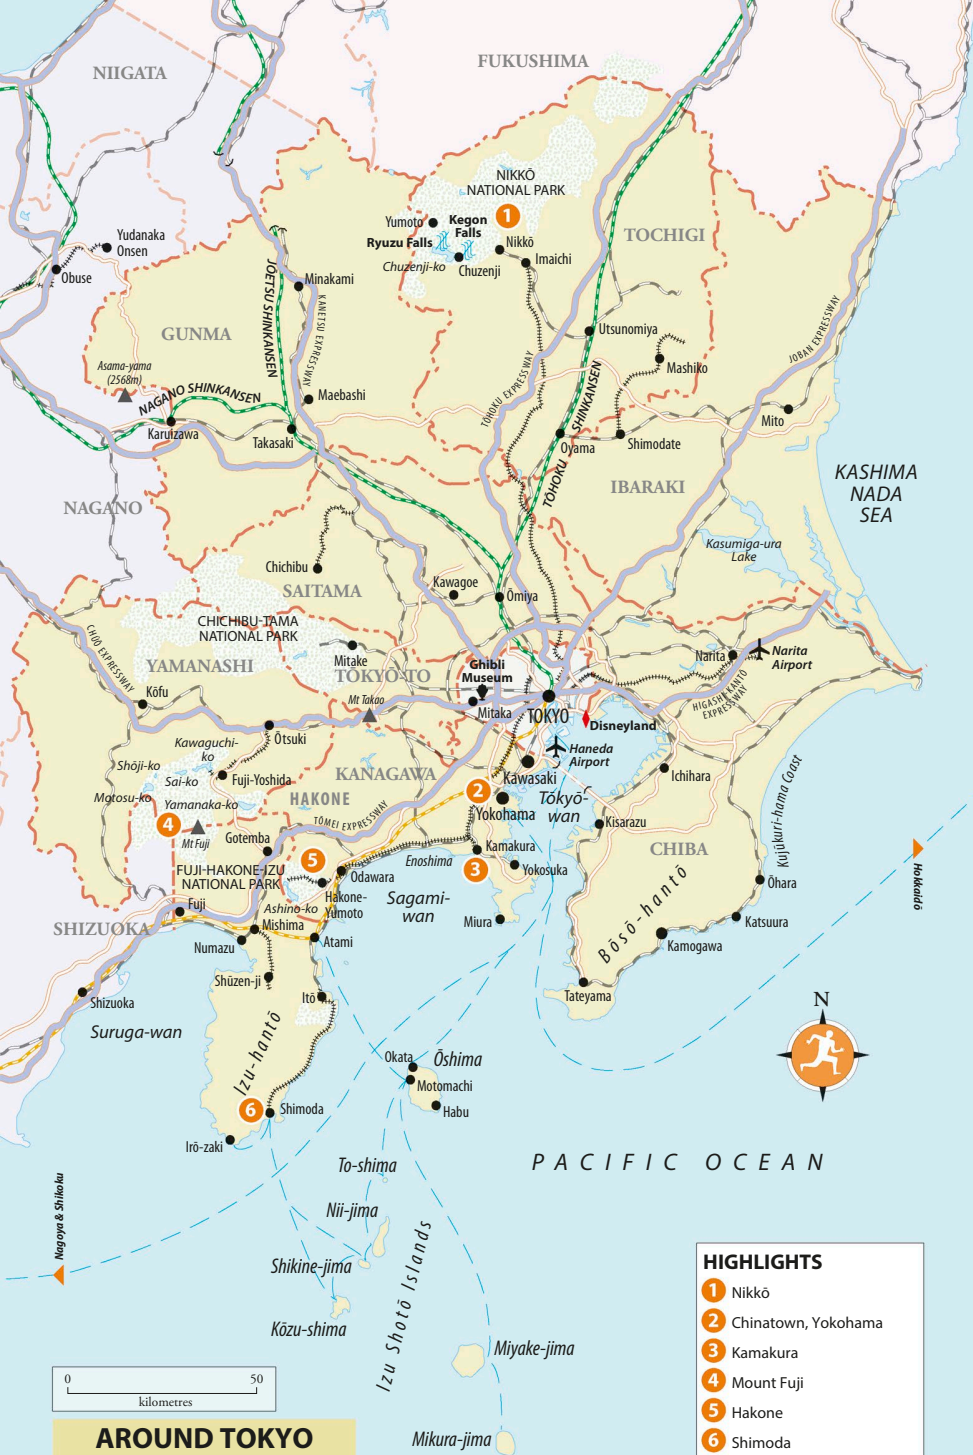 FUKUSHIMA
NIIGATA
NIKKŌ
NATIONAL PARK
1
Yumoto
Kegon
Falls
Ryuzu Falls
TOCHIGI
Yudanaka
Onsen
Nikkō
Imaichi
Chuzenji-ko
Chuzenji
Obuse
Minakami
JOETSU SHINKANSEN
KANETSU EXPRESSWAY
GUNMA
Utsunomiya
JOBAN EXPRESSWAY
Asama-yama
(2568m)
Mashiko
TOHOKU EXPRESSWAY
NAGANO SHINKANSEN
Maebashi
Mito
Karuizawa
Takasaki
Oyama
Shimodate
TŌHOKU SHINKANSEN
KASHIMA
NADA
SEA
IBARAKI
NAGANO
Kasumiga-ura
Lake
Chichibu
Kawagoe
SAITAMA
Ōmiya
CHICHIBU-TAMA
NATIONAL PARK
CHŪŌ EXPRESSWAY
YAMANASHI
Mitake
TŌKYŌ-TO
Ghibli
Museum
Narita
Narita
Airport
HIGASHI-KANTO
EXPRESSWAY
Kōfu
Mt Takao
Mitaka
TOKYO
Disneyland
Ōtsuki
Kawaguchi-
ko
Haneda
Airport
Shōji-ko
Sai-ko
Fuji-Yoshida
KANAGAWA
Kawasaki
Ichihara
Motosu-ko
Yamanaka-ko
HAKONE
2
Yokohama
Tōkyō-
wan
Kujūkuri-hama Coast
TŌMEI EXPRESSWAY
4
Mt Fuji
Gotemba
Kisarazu
Kamakura
CHIBA
5
Enoshima
3
Yokosuka
FUJI-HAKONE-IZU
NATIONAL PARK
Odawara
Hakone-
Yumoto
Ōhara
Hokkaidō
Sagami-
wan
Ashino-ko
Fuji
Miura
Bōsō-hantō
Katsuura
SHIZUOKA
Mishima
Numazu
Atami
Kamogawa
Shūzen-ji
Itō
Tateyama
Shizuoka
N
Suruga-wan
Izu-hantō
Okata
Ōshima
Motomachi
6
Shimoda
Habu
Irō-zaki
PACIFIC OCEAN
To-shima
Nagoya & Shikoku
Nii-jima
Izu Shotō Islands
Shikine-jima
Kōzu-shima
Miyake-jima
Mikura-jima
HIGHLIGHTS
1 Nikkō
2 Chinatown, Yokohama
3 Kamakura
4 Mount Fuji
5 Hakone
6 Shimoda
0 50
kilometres
AROUND TOKYO